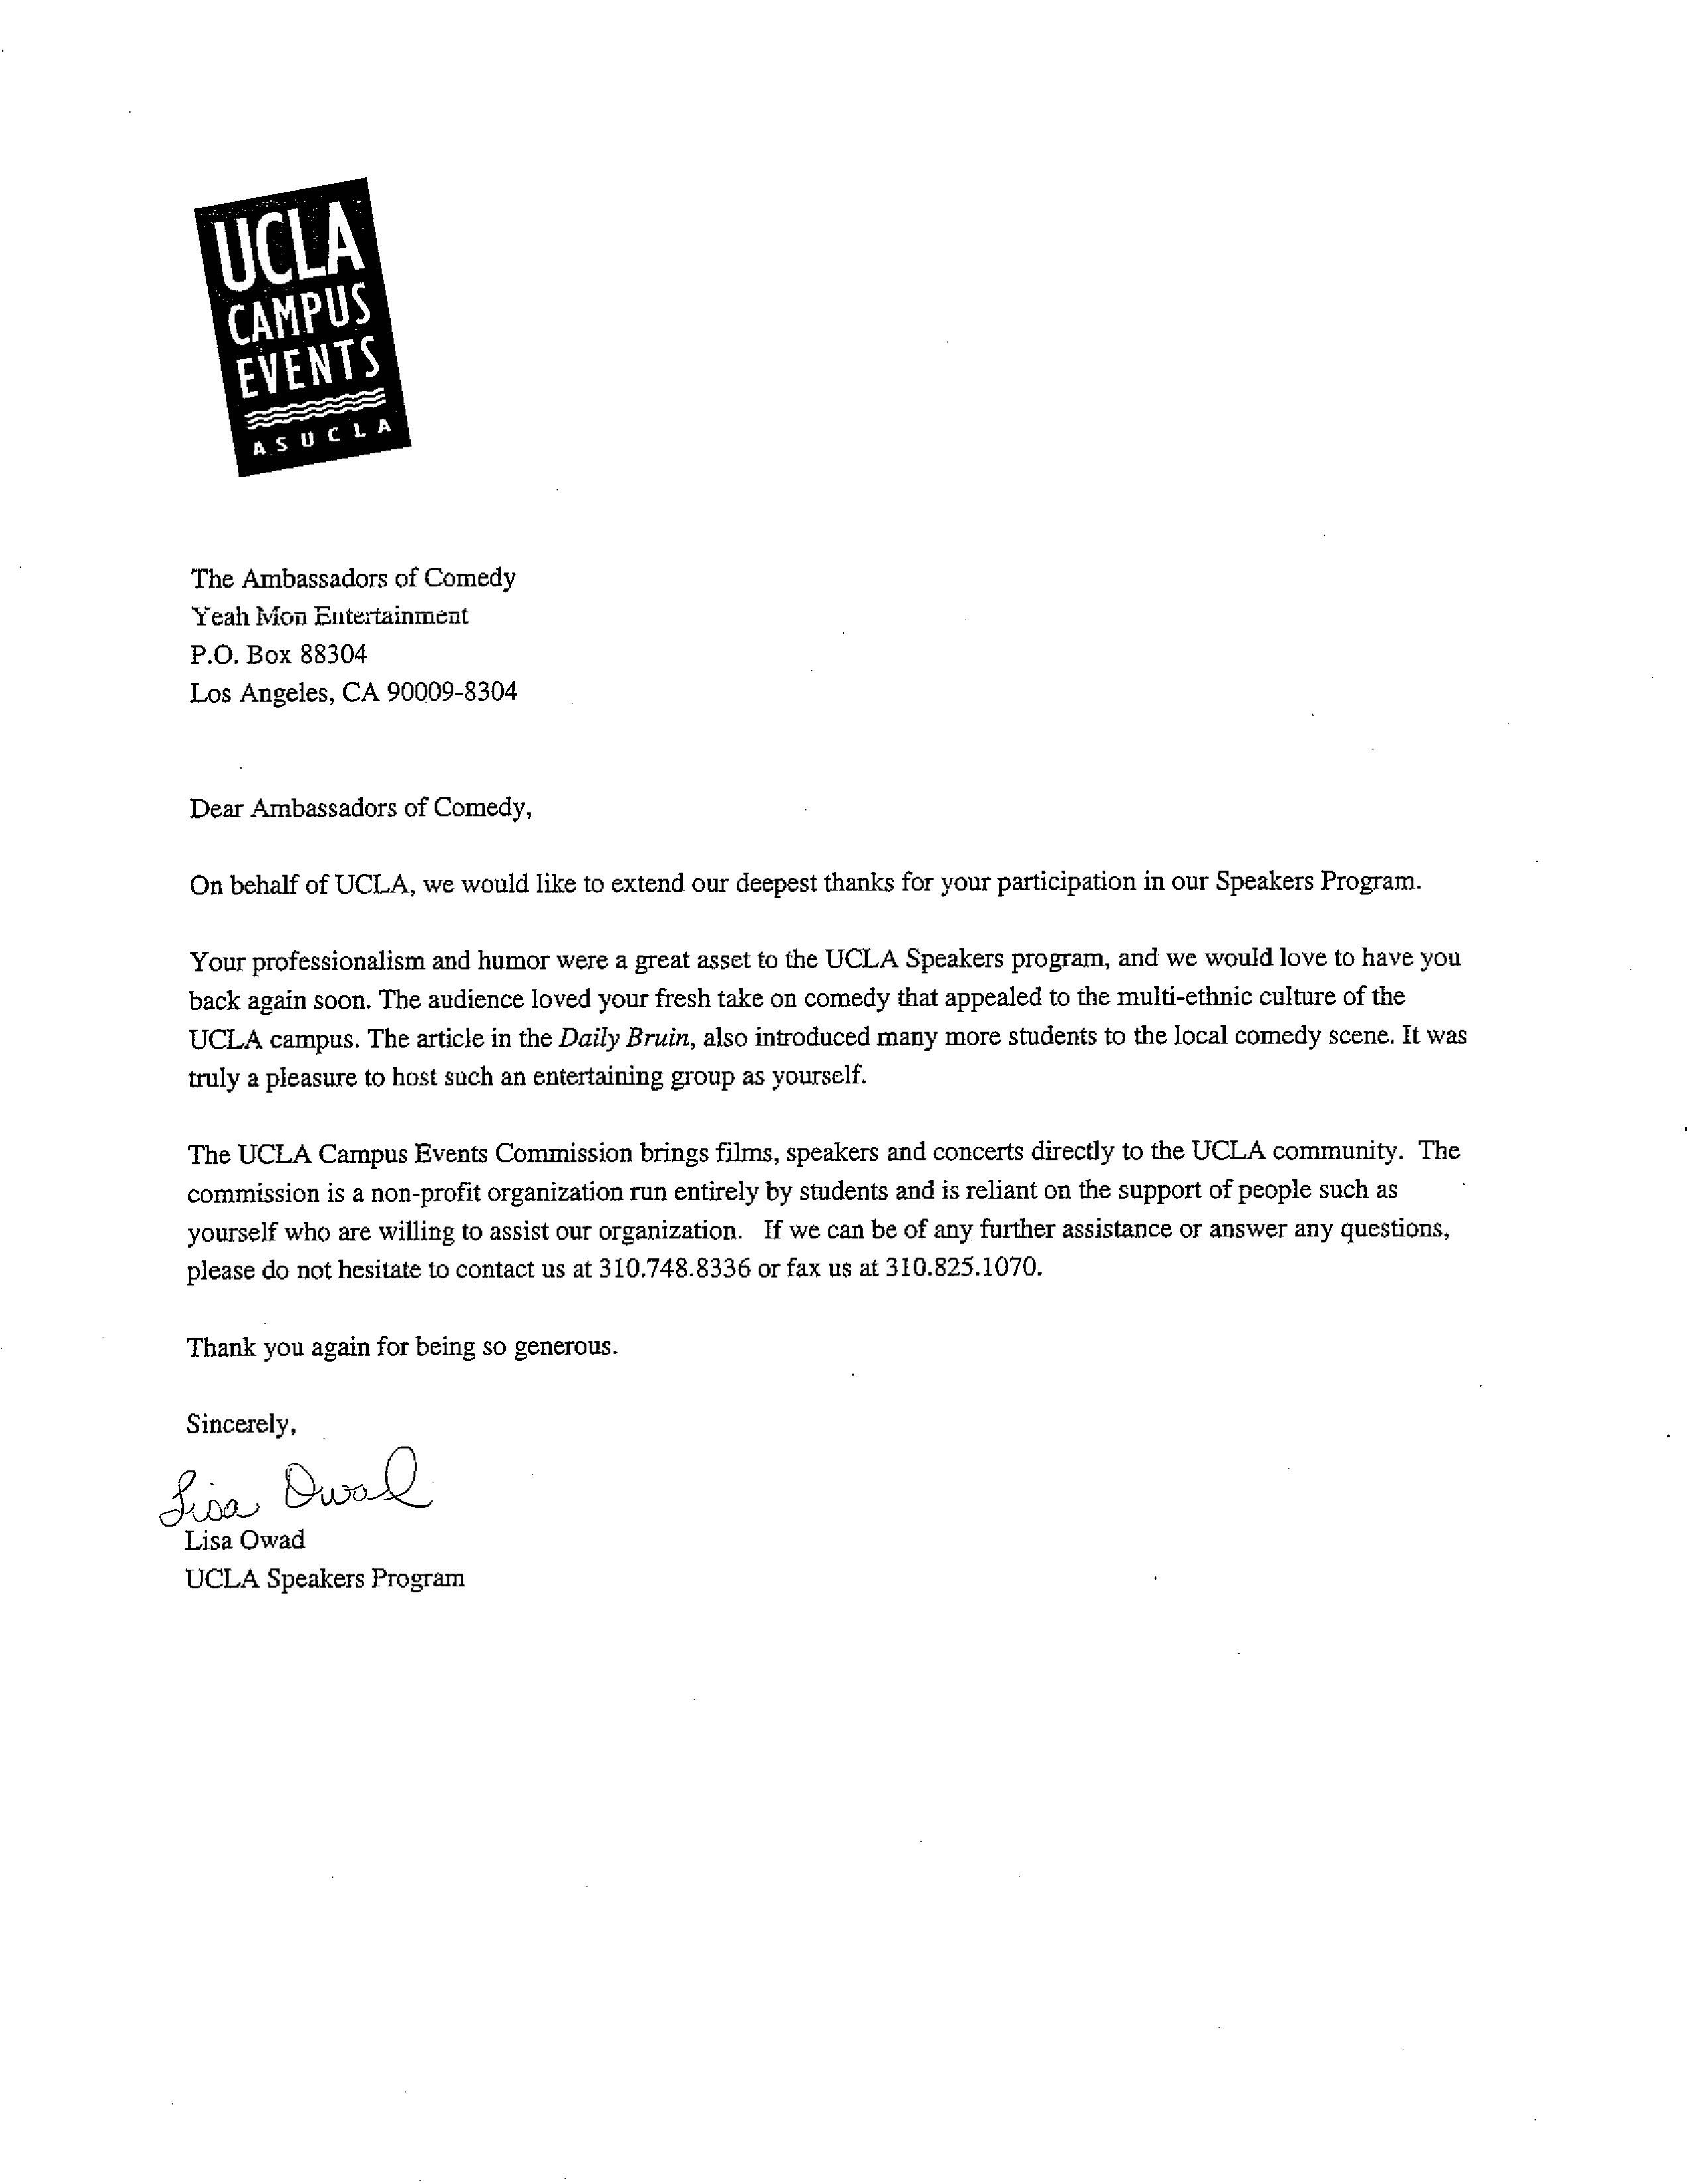 UCLA
CAMPUS
EVENTS
ASUCLA
The Ambassadors of Comedy
Yeah Mon Entertainment
P.O. Box 88304
Los Angeles, CA 90009-8304
Dear Ambassadors of Comedy,
On behalf of UCLA, we would like to extend our deepest thanks for your participation in our Speakers Program.
Your professionalism and humor were a great asset to the UCLA Speakers program, and we would love to have you
back again soon. The audience loved your fresh take on comedy that appealed to the multi-ethnic culture of the
UCLA campus. The article in the Daily Bruin, also introduced many more students to the local comedy scene. It was
truly a pleasure to host such an entertaining group as yourself.
The UCLA Campus Events Commission brings films, speakers and concerts directly to the UCLA community. The
commission is a non-profit organization run entirely by students and is reliant on the support of people such as
yourself who are willing to assist our organization. If we can be of any further assistance or answer any questions,
please do not hesitate to contact us at 310.748.8336 or fax us at 310.825.1070.
Thank you again for being so generous.
Sincerely,
Lisa Owad
Lisa Owad
UCLA Speakers Program